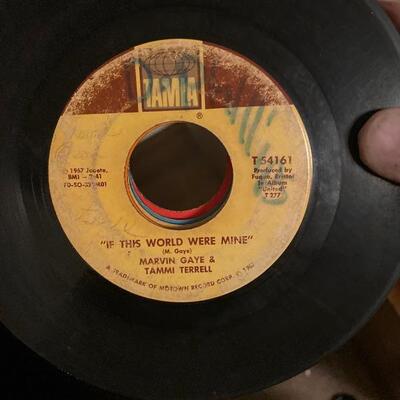 TAMLA
®
℗ 1967 Jobete,
BMI - 2:41
T 54161
Produced by
Fuqua, Bristol
In Album
"United"
T 277
"IF THIS WORLD WERE MINE"
(M. Gaye)
MARVIN GAYE &
TAMMI TERRELL
A TRADEMARK OF MOTOWN RECORD CORP. ©